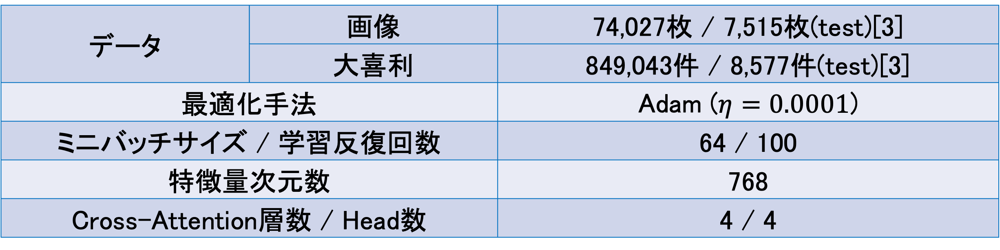 データ
画像
74,027枚 / 7,515枚(test)[3]
大喜利
849,043件 / 8,577件(test)[3]
最適化手法
Adam (η = 0.0001)
ミニバッチサイズ / 学習反復回数
64 / 100
特徴量次元数
768
Cross-Attention層数 / Head数
4 / 4